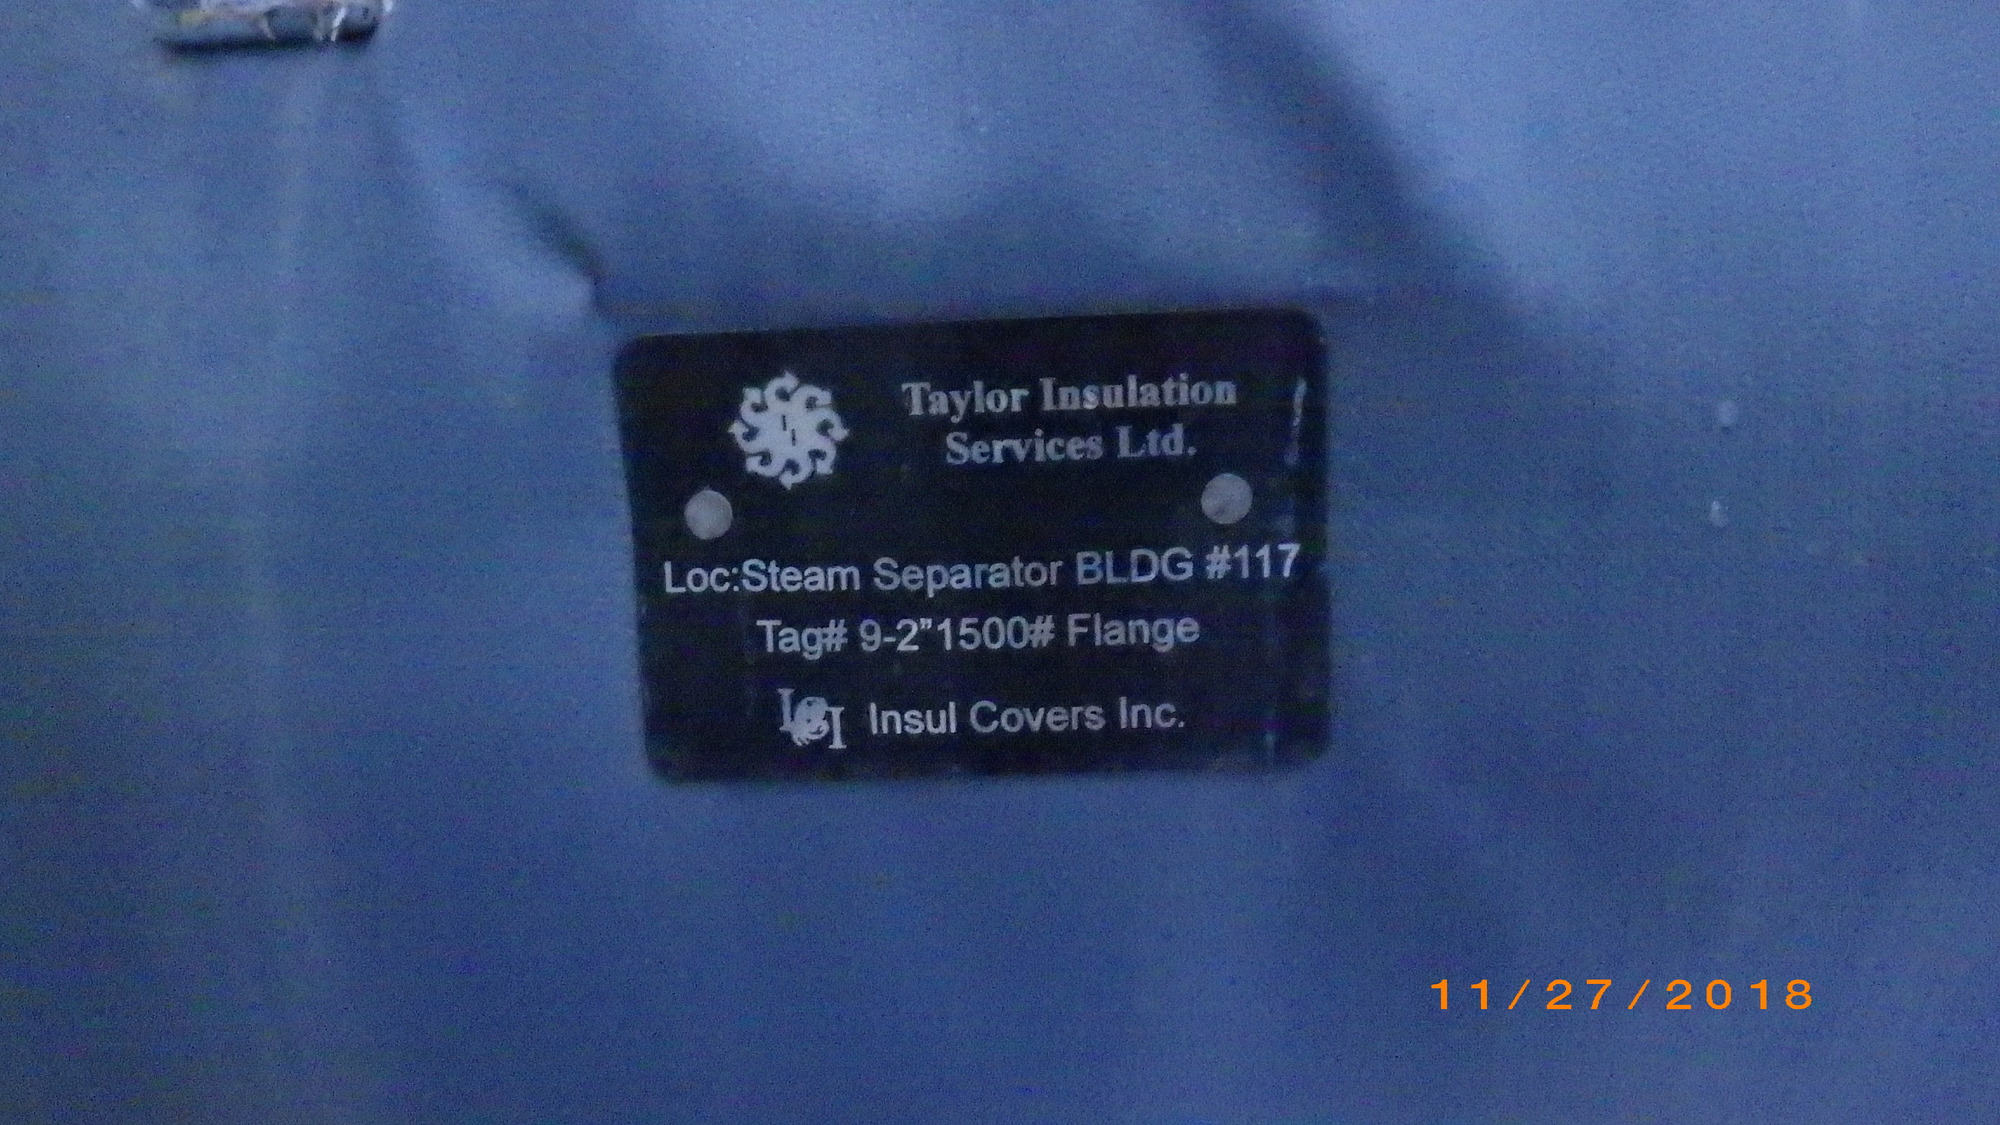 Taylor Insulation
Services Ltd.
Loc:Steam Separator BLDG #117
Tag# 9-2"1500# Flange
Insul Covers Inc.
11/27/2018